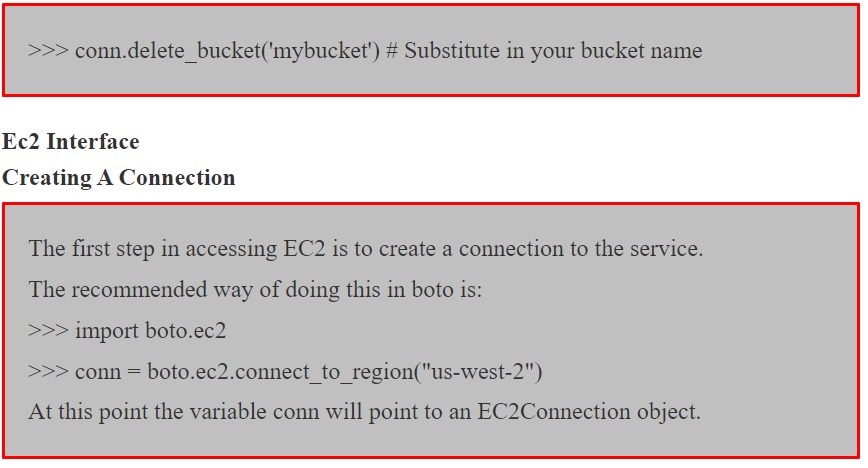 >>> conn.delete_bucket('mybucket') # Substitute in your bucket name
Ec2 Interface
Creating A Connection
The first step in accessing EC2 is to create a connection to the service.
The recommended way of doing this in boto is:
>>> import boto.ec2
>>> conn = boto.ec2.connect_to_region("us-west-2")
At this point the variable conn will point to an EC2Connection object.